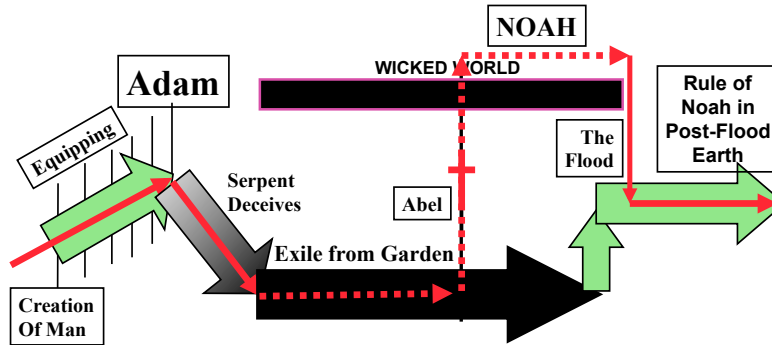 NOAH
WICKED WORLD
Adam
Equipping
Rule of
Noah in
Post-Flood
Earth
The
Flood
Serpent
Deceives
Abel
Exile from Garden
Creation
Of Man